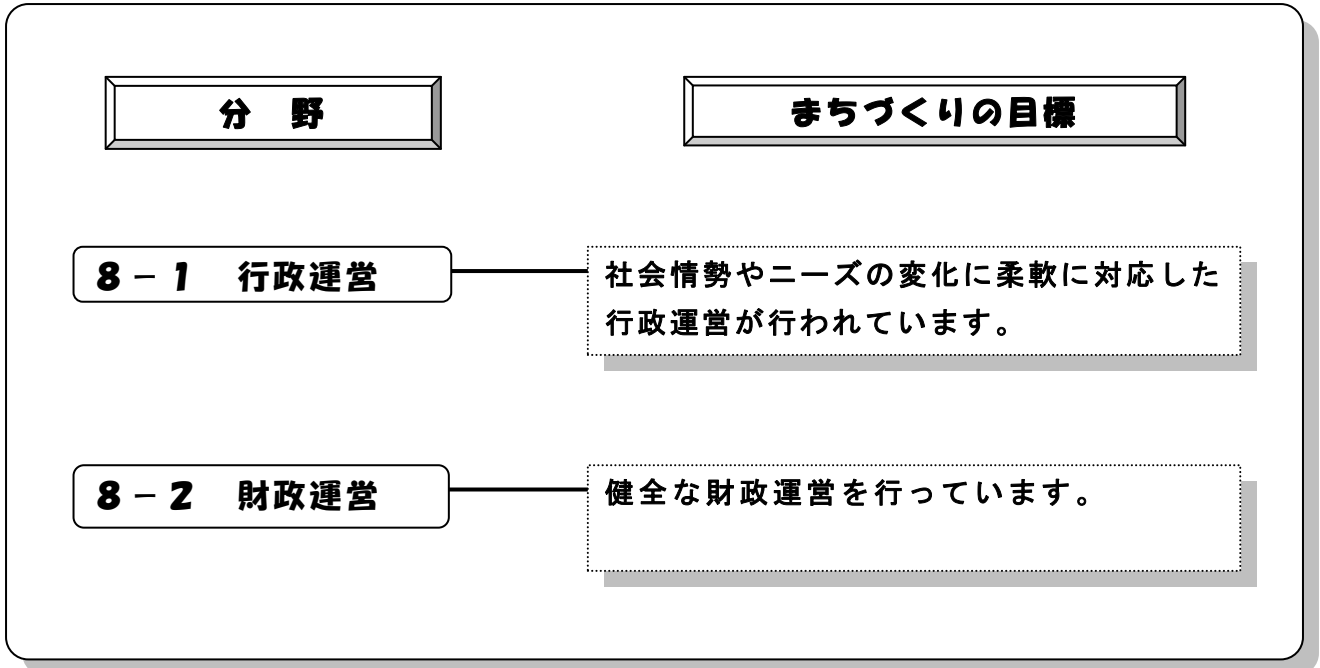 分　野
まちづくりの目標
８－１　行政運営
社会情勢やニーズの変化に柔軟に対応した
行政運営が行われています。
８－２　財政運営
健全な財政運営を行っています。